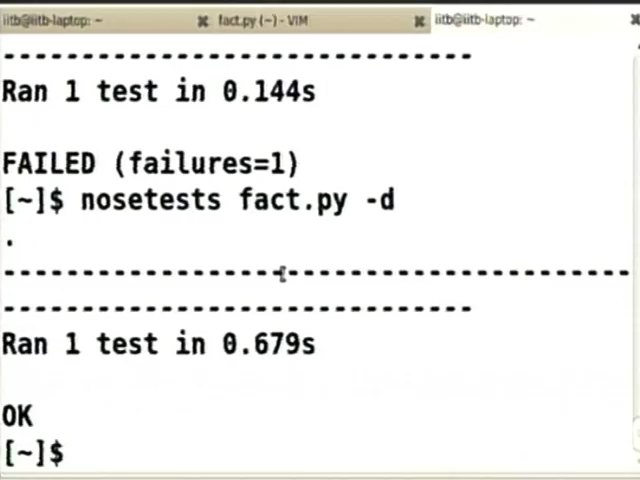 iitb@iitb-laptop: ~ fact.py (~) - VIM iitb@iitb-laptop: ~
------------------------------
Ran 1 test in 0.144s
FAILED (failures=1)
[~]$ nosetests fact.py -d
.
----------------------------------------
------------------------------
Ran 1 test in 0.679s
OK
[~]$